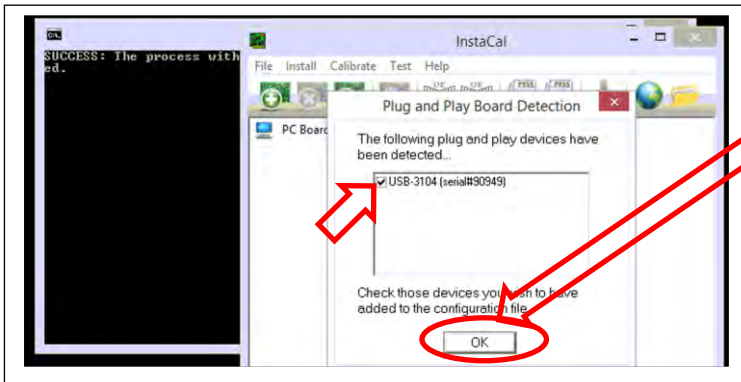 SUCCESS: The process with
ed.
InstaCal
File Install Calibrate Test Help
PC Board
Plug and Play Board Detection
The following plug and play devices have
been detected...
USB-3104 (serial#90949)
Check those devices you wish to have
added to the configuration file.
OK